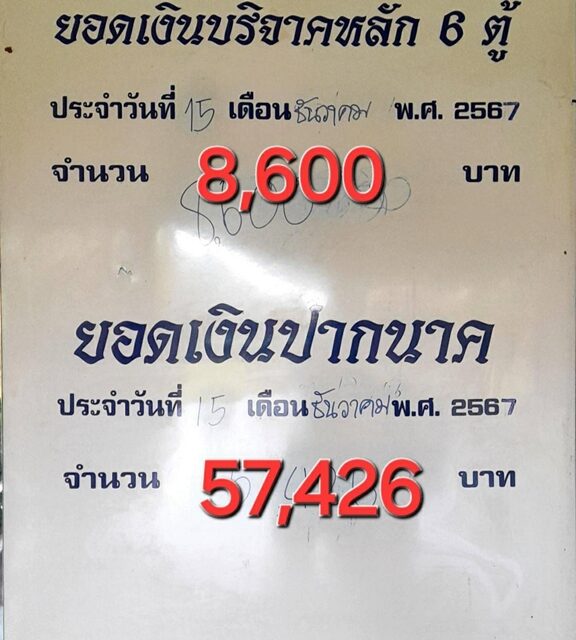 ยอดเงินบริจาคหลัก 6 ตู้
ประจำวันที่ 15 เดือน ธันวาคม พ.ศ. 2567
จำนวน 8,600 บาท
8,600
ยอดเงินปากนาค
ประจำวันที่ 15 เดือน ธันวาคม พ.ศ. 2567
จำนวน 57,426 บาท